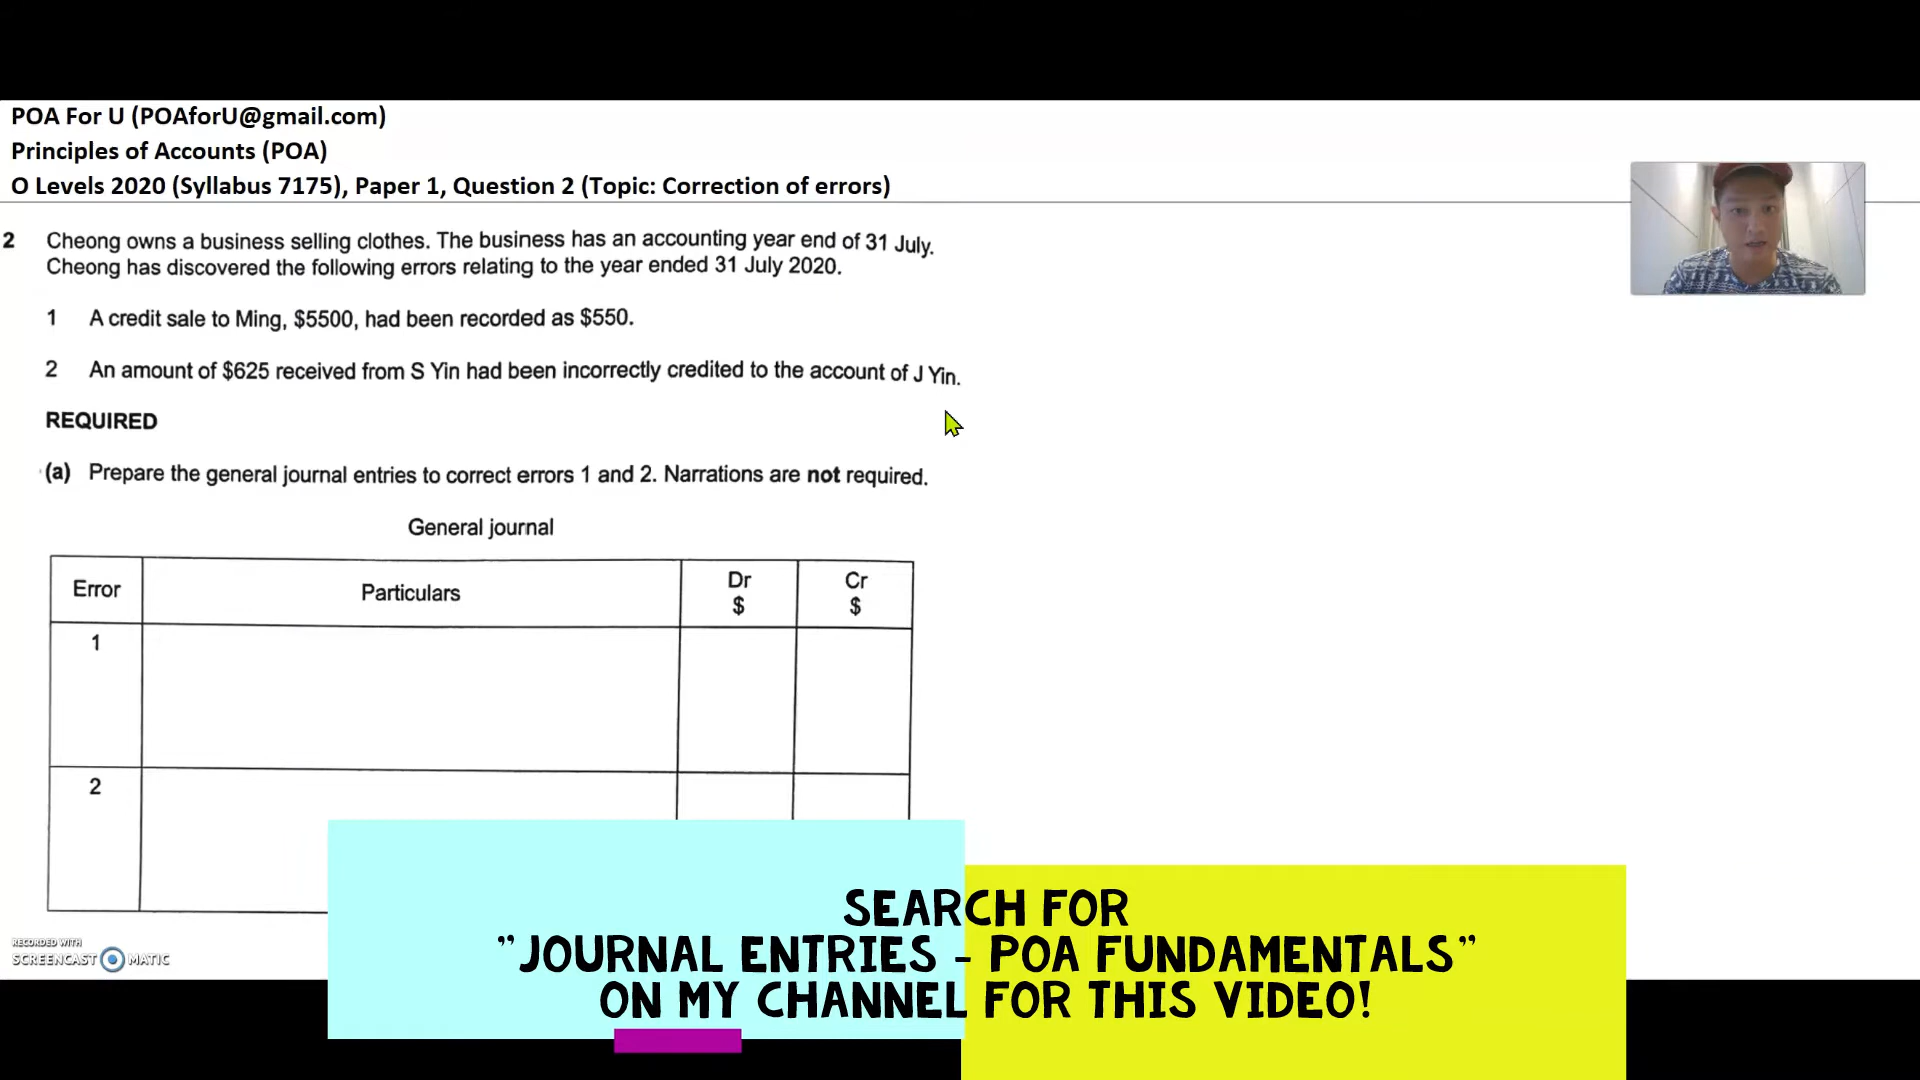 POA For U (POAforU@gmail.com)
Principles of Accounts (POA)
O Levels 2020 (Syllabus 7175), Paper 1, Question 2 (Topic: Correction of errors)
2 Cheong owns a business selling clothes. The business has an accounting year end of 31 July.
Cheong has discovered the following errors relating to the year ended 31 July 2020.
1 A credit sale to Ming, $5500, had been recorded as $550.
2 An amount of $625 received from S Yin had been incorrectly credited to the account of J Yin.
REQUIRED
(a) Prepare the general journal entries to correct errors 1 and 2. Narrations are not required.
General journal
Error Particulars Dr $ Cr $
1
2
SEARCH FOR
"JOURNAL ENTRIES - POA FUNDAMENTALS"
ON MY CHANNEL FOR THIS VIDEO!
RECORDED WITH
SCREENCAST MATIC